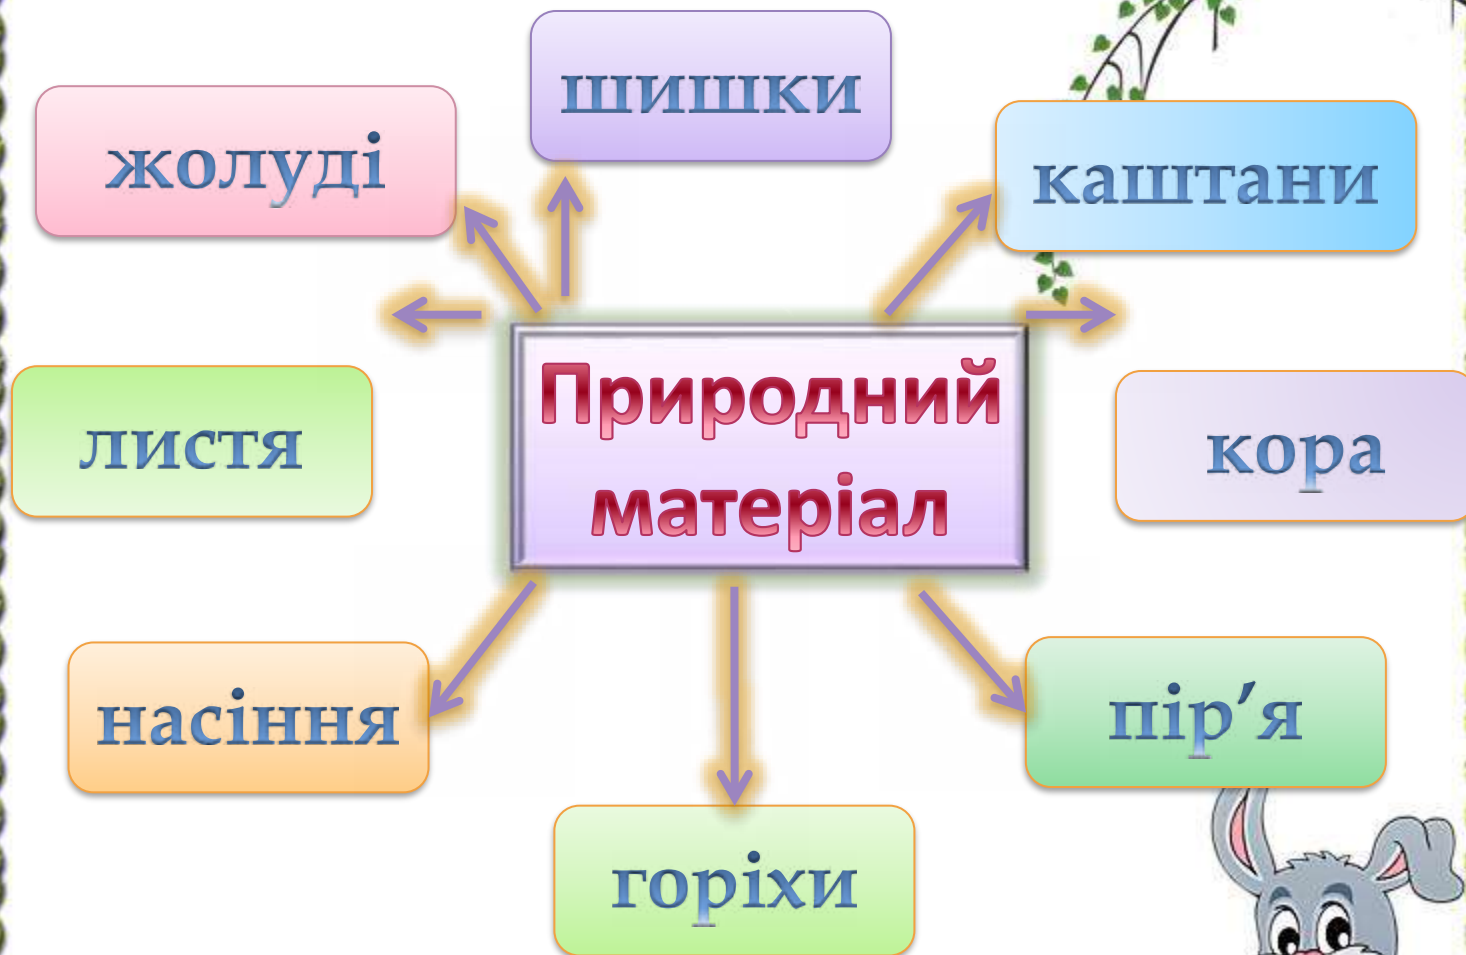 шишки
жолуді
каштани
Природний
матеріал
листя
кора
насіння
пір′я
горіхи